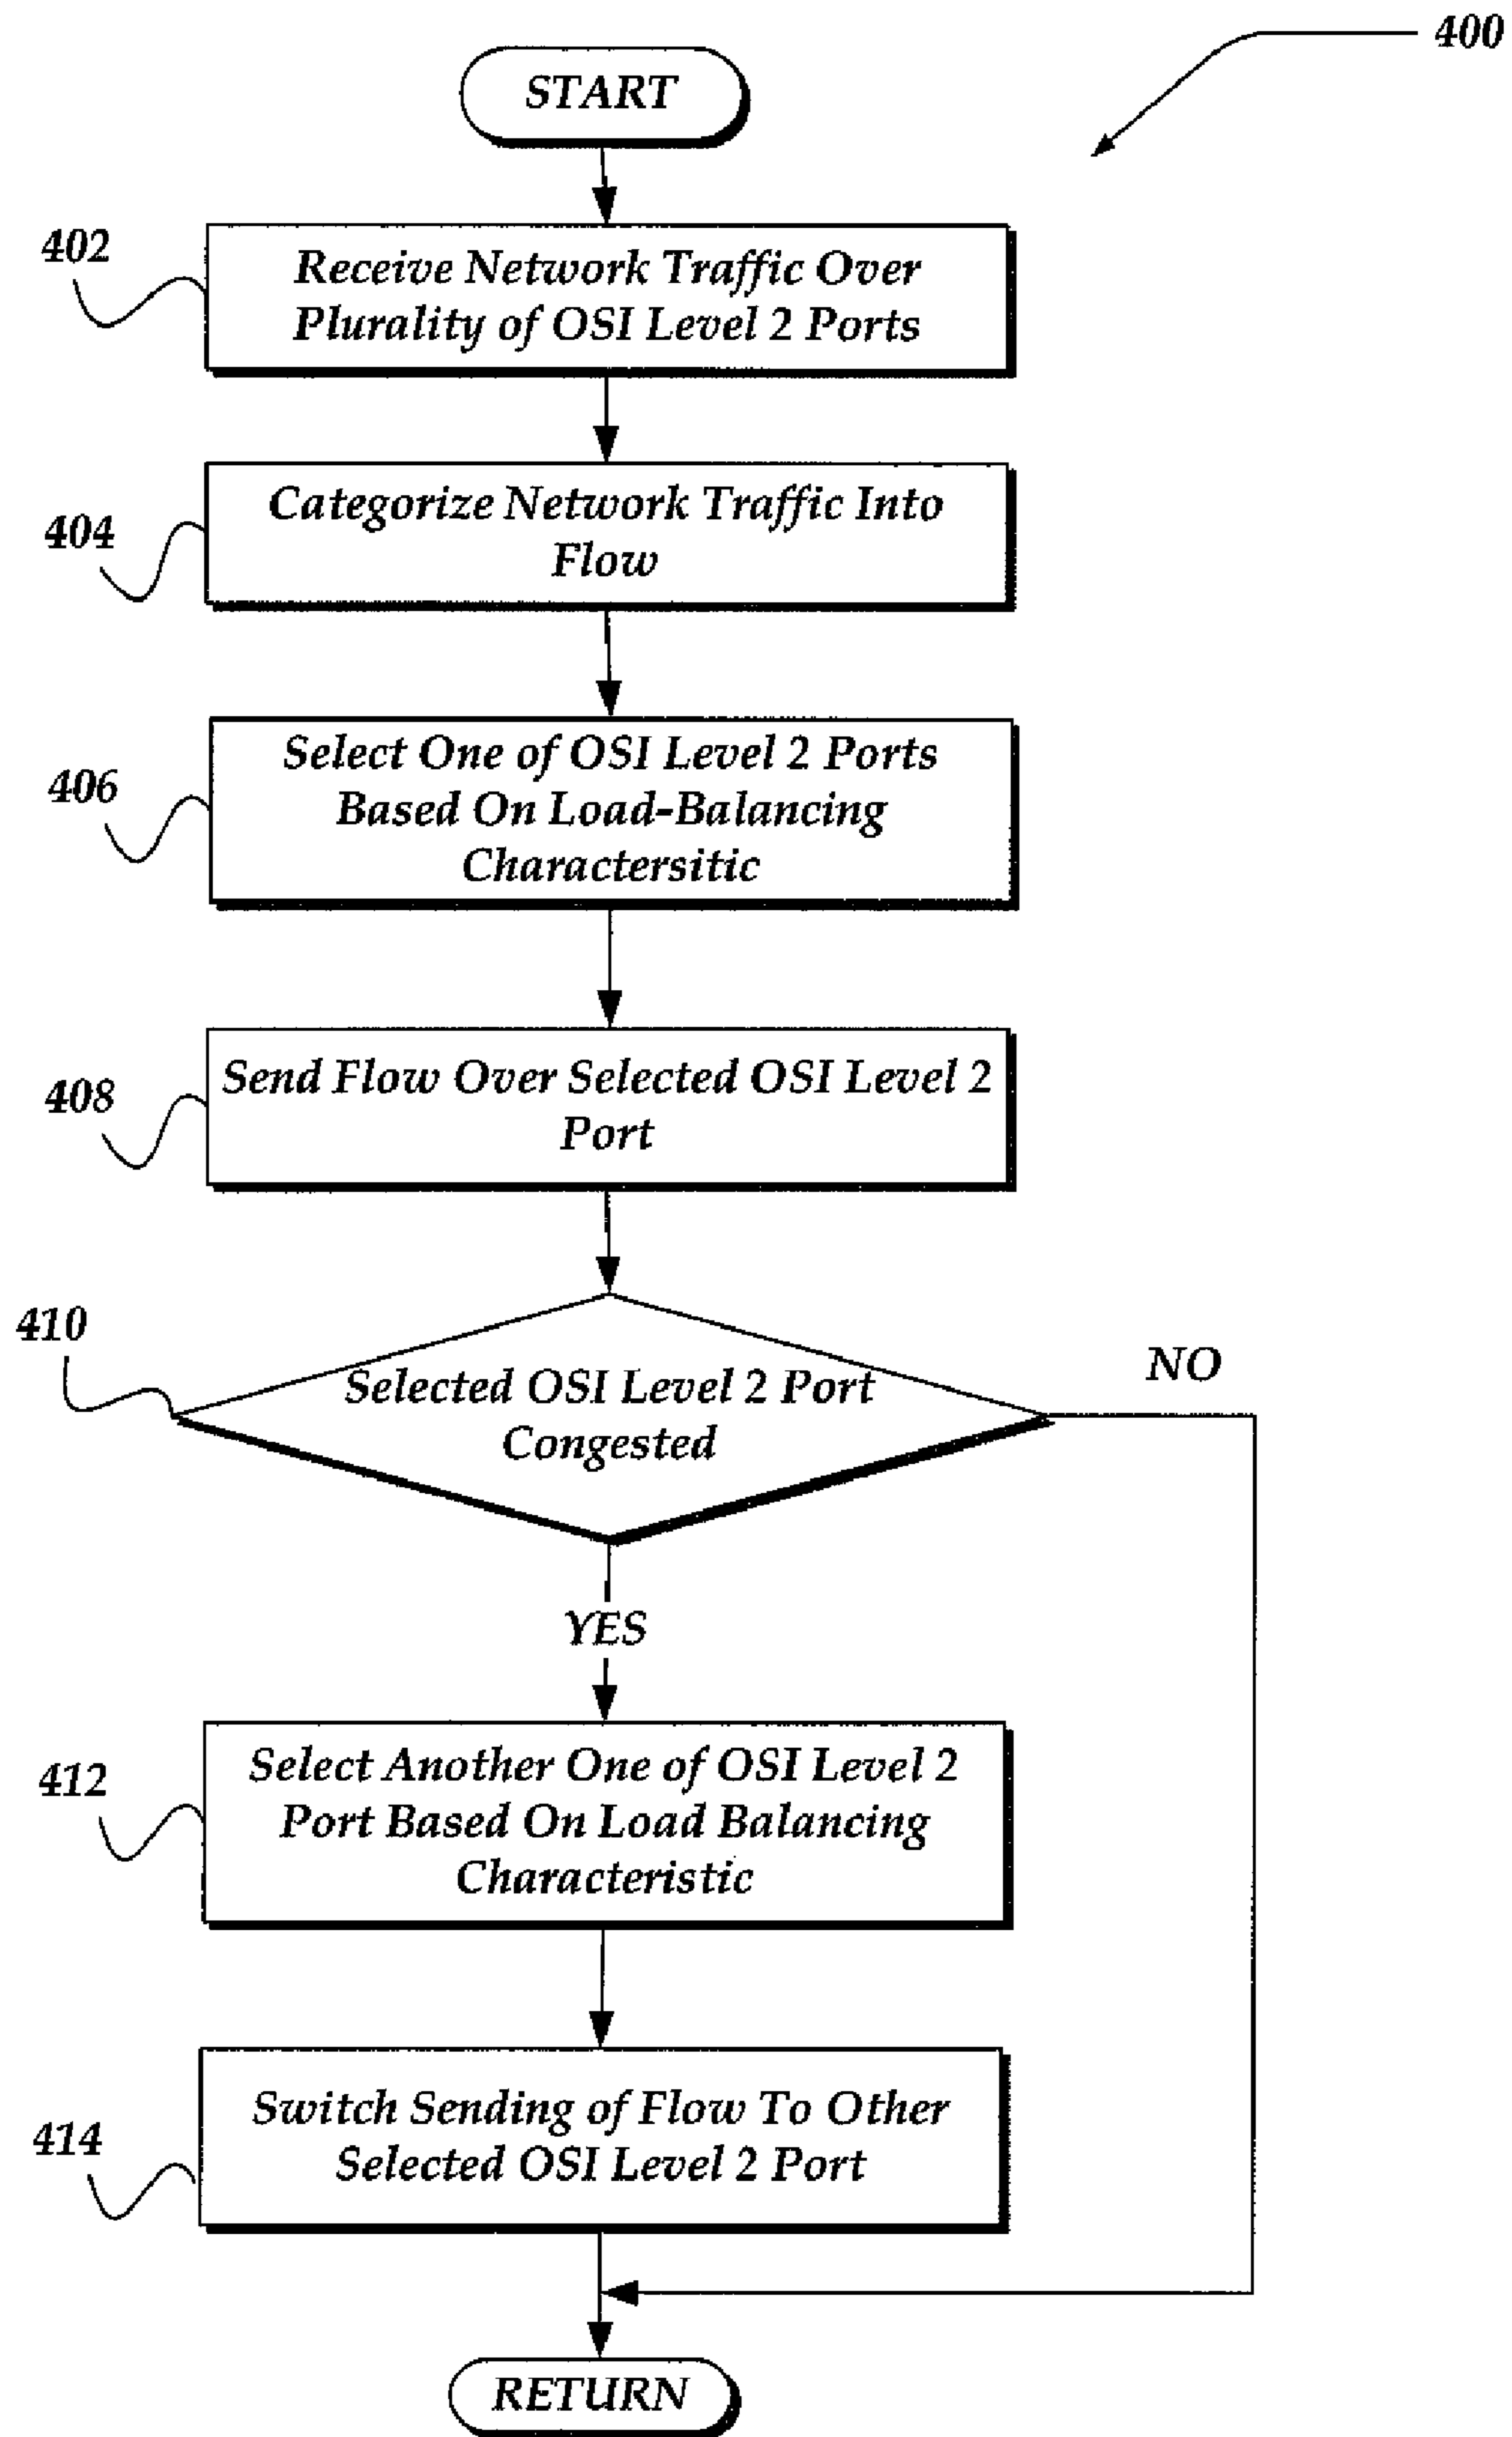 400
START
402
Receive Network Traffic Over
Plurality of OSI Level 2 Ports
404
Categorize Network Traffic Into
Flow
406
Select One of OSI Level 2 Ports
Based On Load-Balancing
Charactersitic
408
Send Flow Over Selected OSI Level 2
Port
410
Selected OSI Level 2 Port
Congested
NO
YES
412
Select Another One of OSI Level 2
Port Based On Load Balancing
Characteristic
414
Switch Sending of Flow To Other
Selected OSI Level 2 Port
RETURN